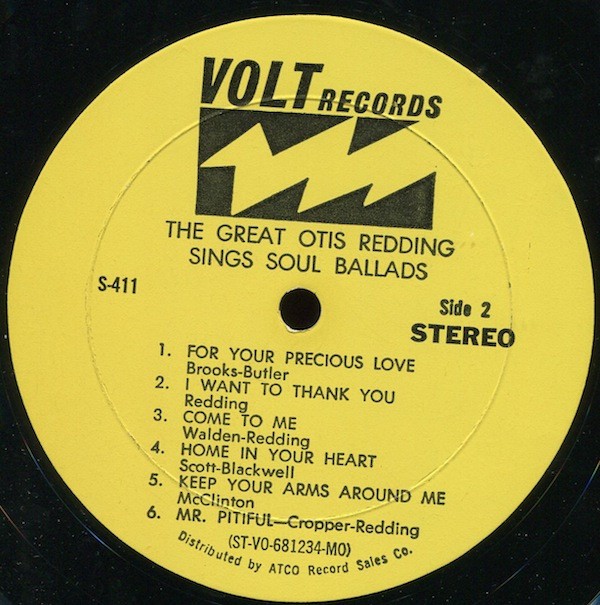 VOLT RECORDS
THE GREAT OTIS REDDING
SINGS SOUL BALLADS
S-411
Side 2
STEREO
1. FOR YOUR PRECIOUS LOVE
Brooks-Butler
2. I WANT TO THANK YOU
Redding
3. COME TO ME
Walden-Redding
4. HOME IN YOUR HEART
Scott-Blackwell
5. KEEP YOUR ARMS AROUND ME
McClinton
6. MR. PITIFUL—Cropper-Redding
(ST-VO-681234-MO)
Distributed by ATCO Record Sales Co.